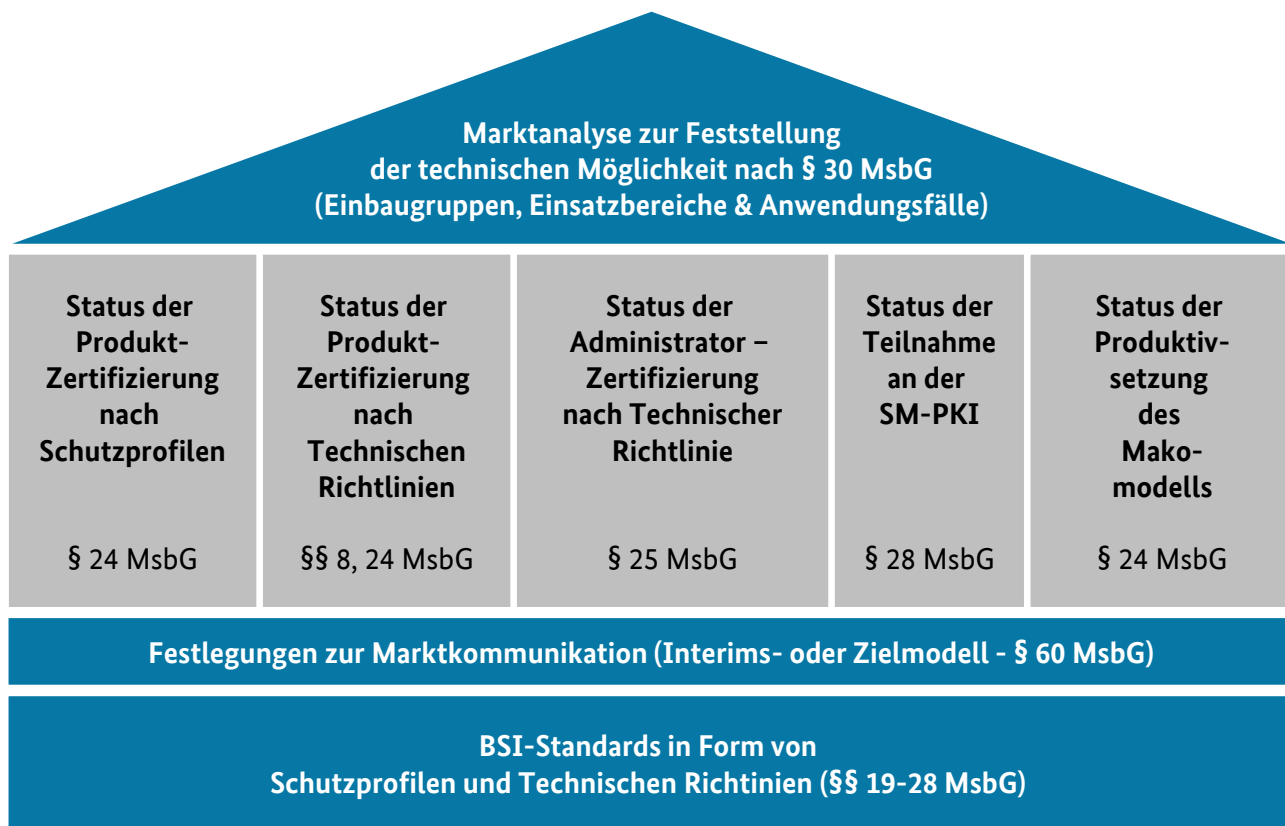 Marktanalyse zur Feststellung
der technischen Möglichkeit nach § 30 MsbG
(Einbaugruppen, Einsatzbereiche & Anwendungsfälle)
Status der
Produkt-
Zertifizierung
nach
Schutzprofilen
§ 24 MsbG
Status der
Produkt-
Zertifizierung
nach
Technischen
Richtlinien
§§ 8, 24 MsbG
Status der
Administrator –
Zertifizierung
nach Technischer
Richtlinie
§ 25 MsbG
Status der
Teilnahme
an der
SM-PKI
§ 28 MsbG
Status der
Produktiv-
setzung
des
Mako-
modells
§ 24 MsbG
Festlegungen zur Marktkommunikation (Interims- oder Zielmodell - § 60 MsbG)
BSI-Standards in Form von
Schutzprofilen und Technischen Richtinien (§§ 19-28 MsbG)